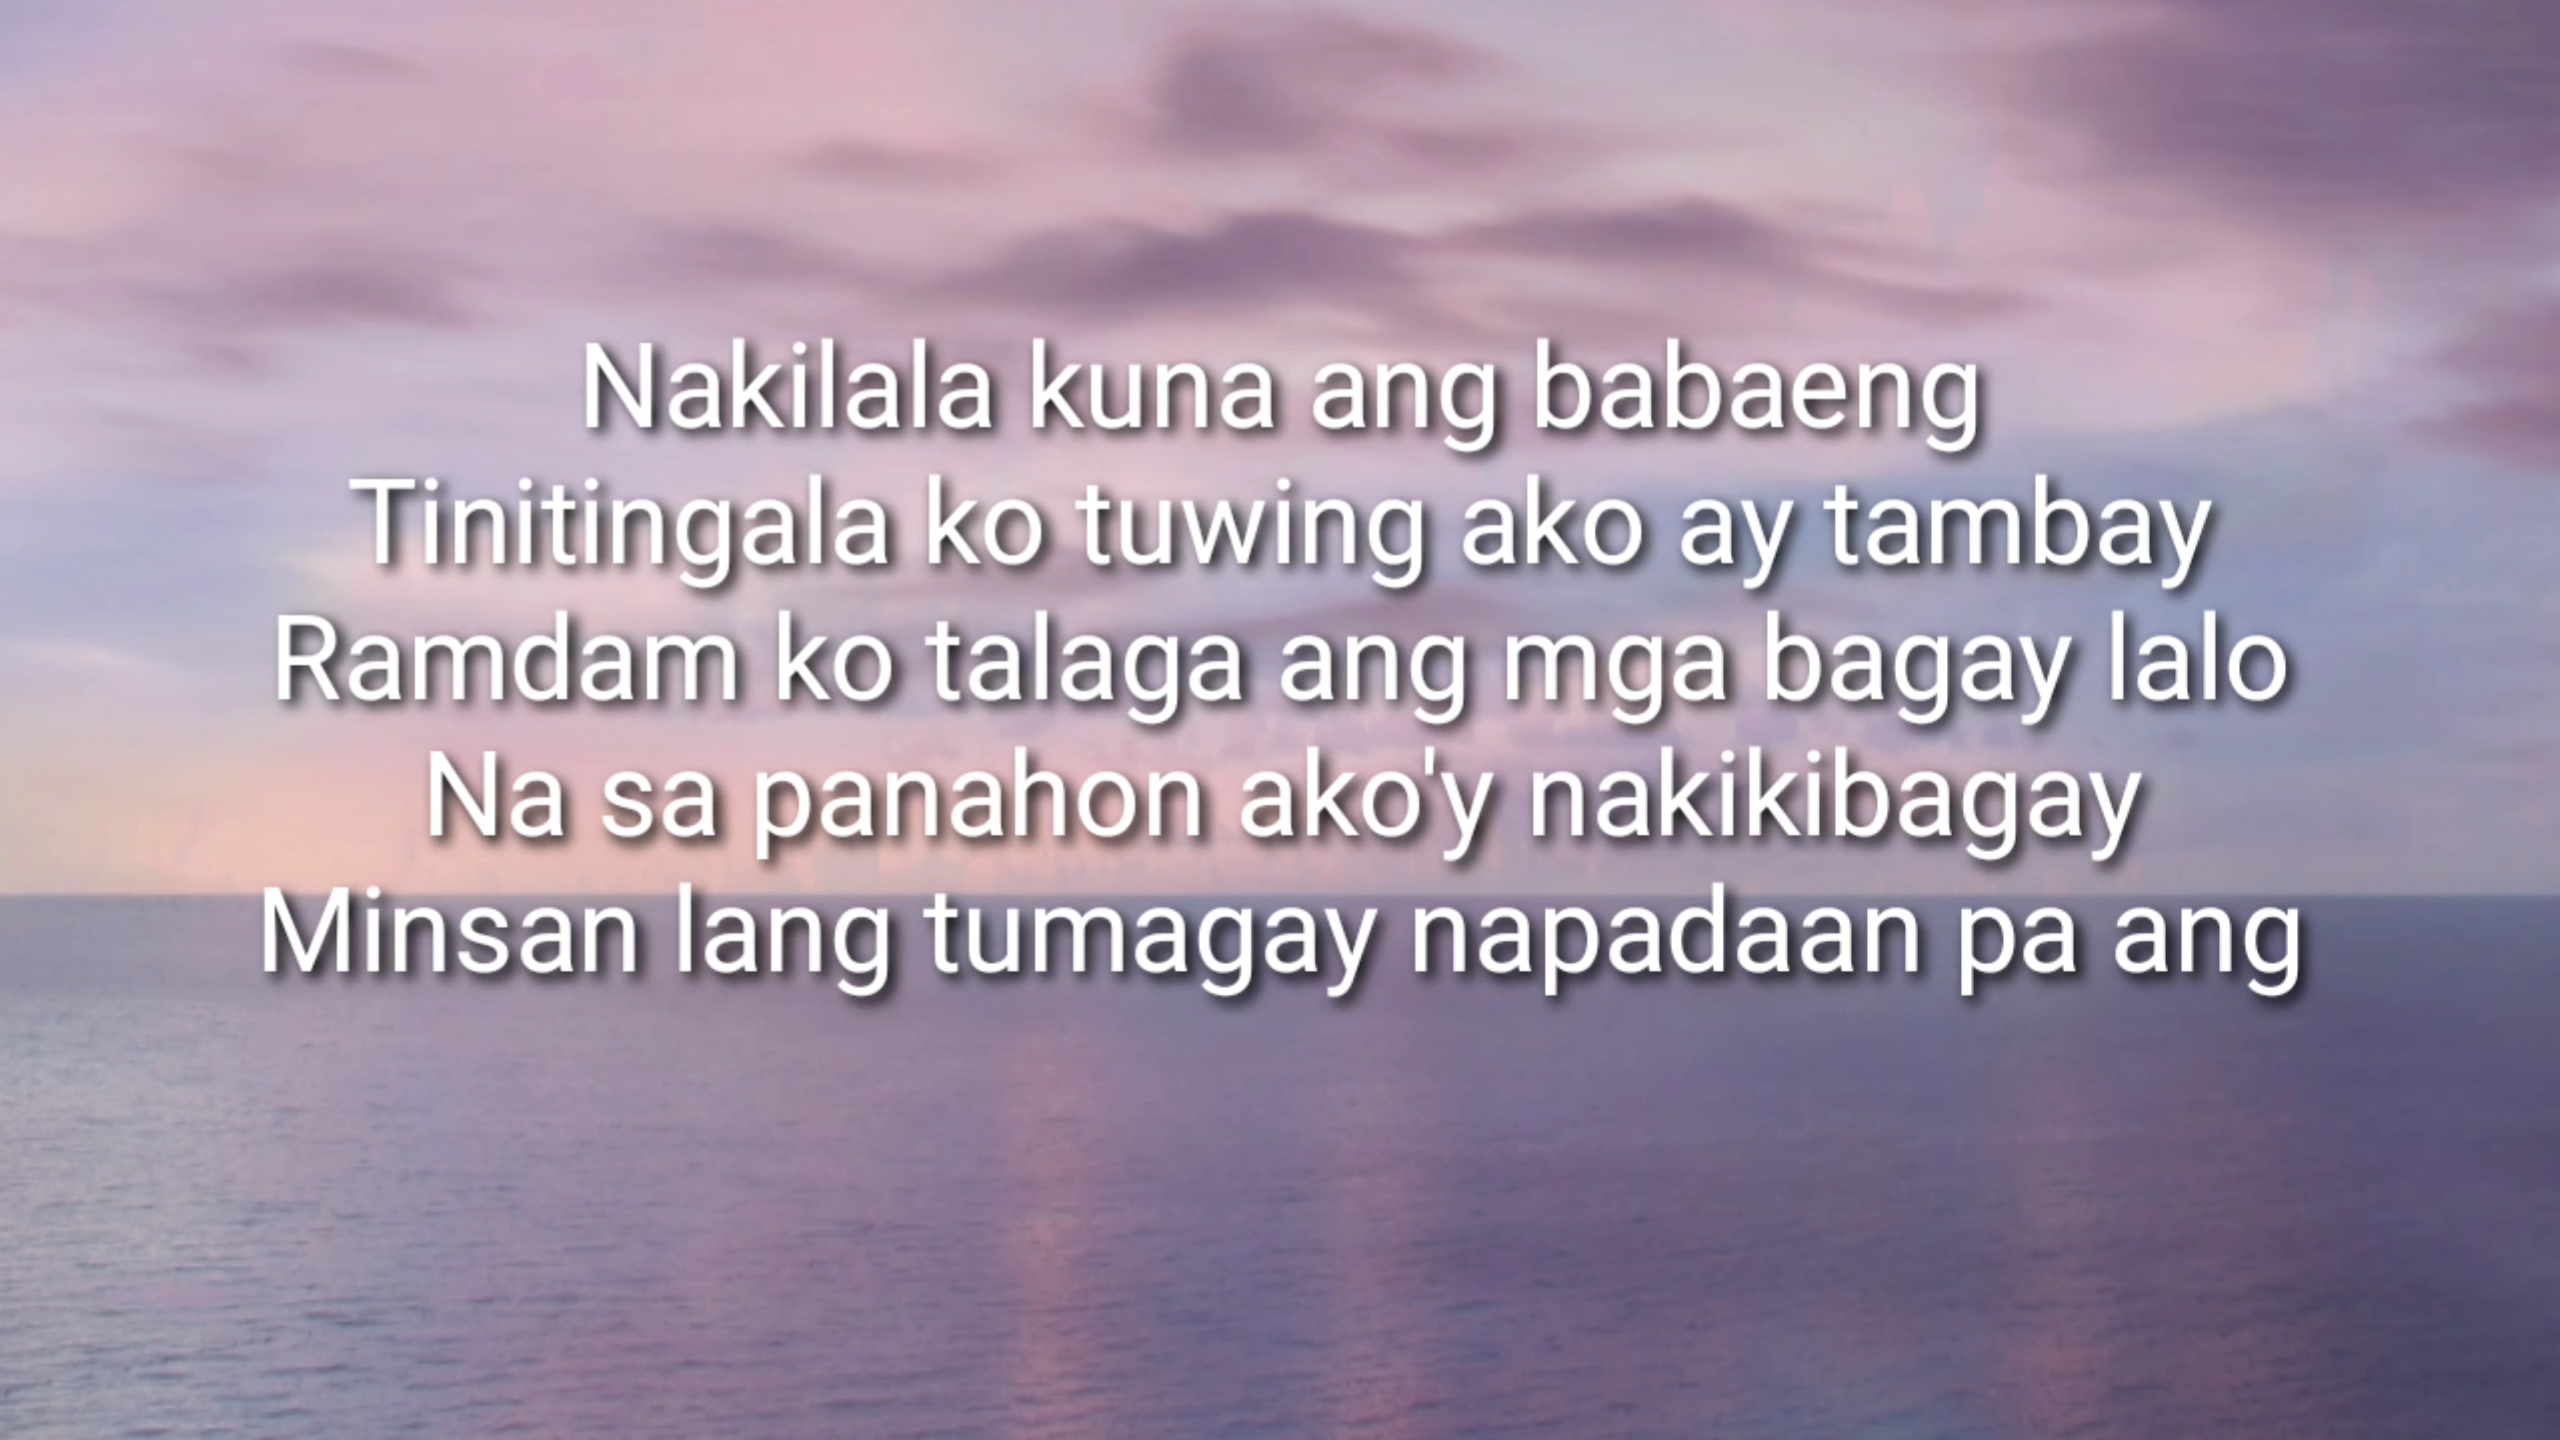 Nakilala kuna ang babaeng
Tinitingala ko tuwing ako ay tambay
Ramdam ko talaga ang mga bagay lalo
Na sa panahon ako'y nakikibagay
Minsan lang tumagay napadaan pa ang